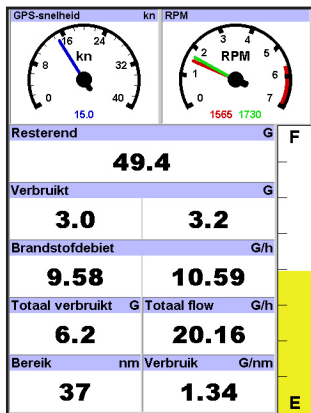 GPS-snelheid kn RPM
16 24
8 kn 32
0 40
15.0
2 3 4 5
1 RPM 6
0 7
1565 1730
Resterend G F
49.4
Verbruikt G
3.0 3.2
Brandstofdebiet G/h
9.58 10.59
Totaal verbruikt G Totaal flow G/h
6.2 20.16
Bereik nm Verbruik G/nm
37 1.34
E